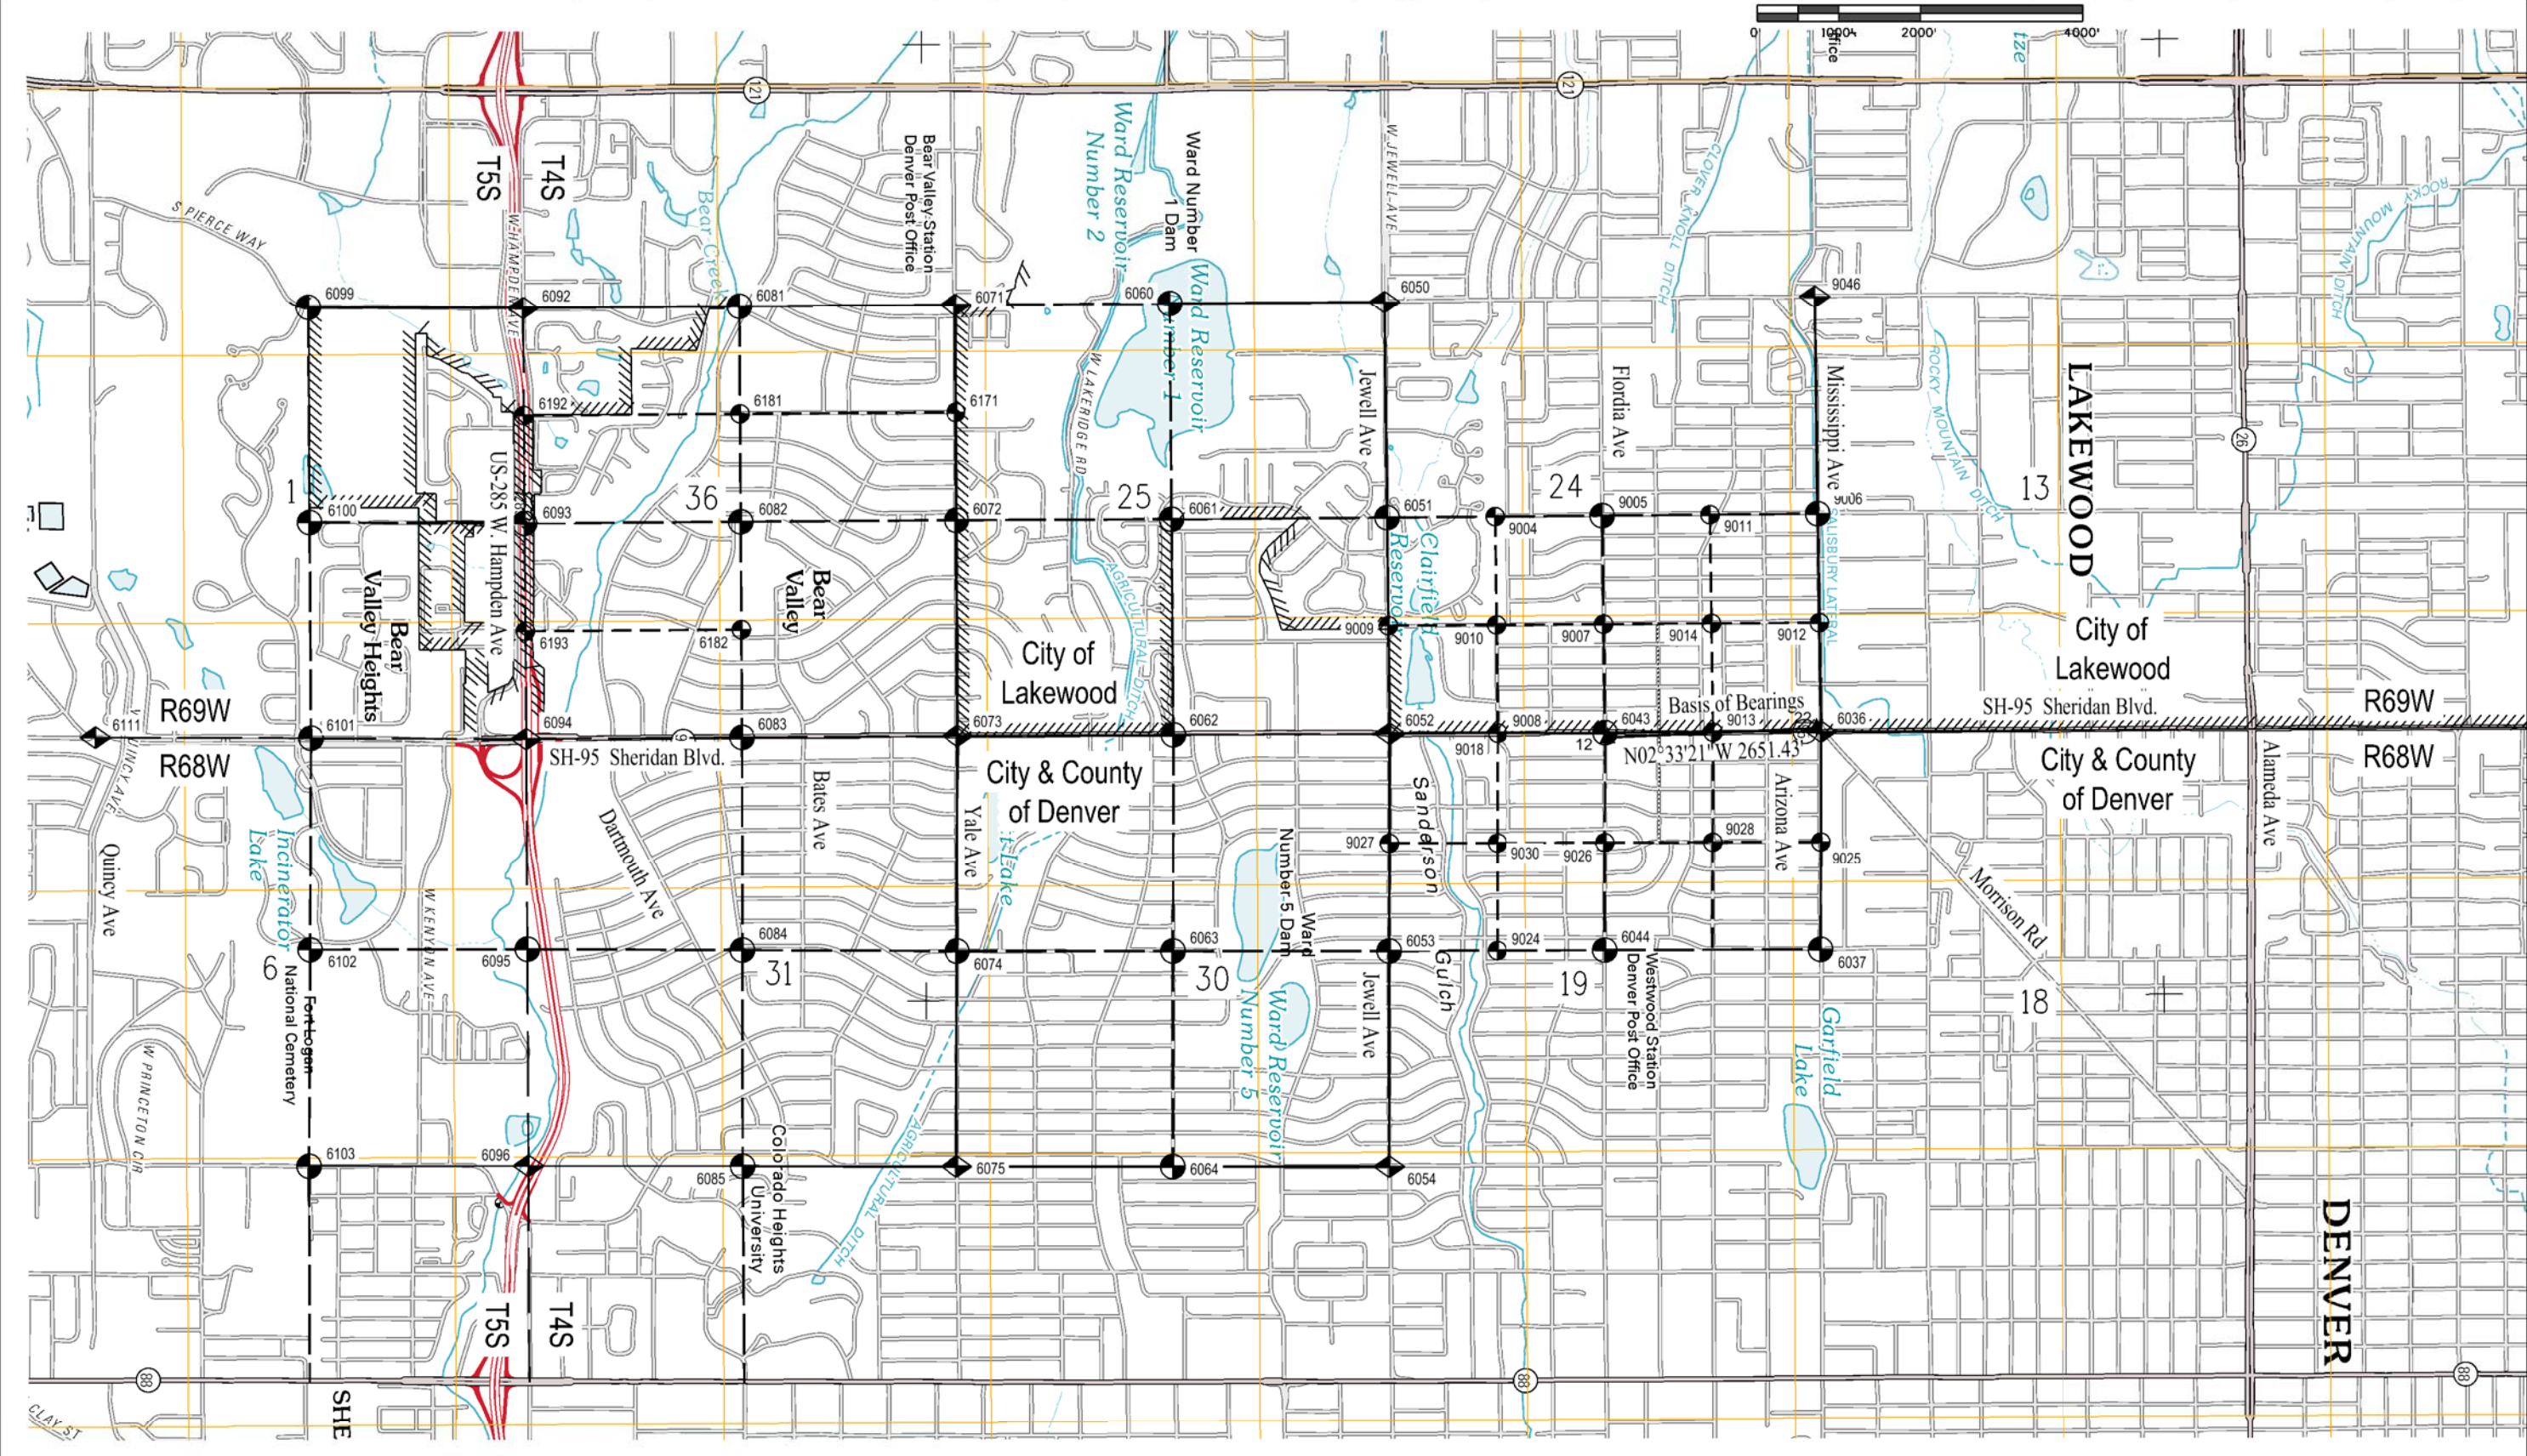 0
1000'
2000'
4000'
Office
121
121
T5S
T4S
S PIERCE WAY
W HAMPDEN AVE
Bear Creek
Bear Valley Station
Denver Post Office
Ward Reservoir
Number 2
Ward Number
1 Dam
Ward Reservoir
Number 1
W JEWELL AVE
CLOVER KNOLL DITCH
ROCKY MOUNTAIN DITCH
ROCKY MOUNTAIN DITCH
MOUNTAIN DITCH
6099
6092
6081
6071
6060
6050
9046
W LAKERIDGE RD
Jewell Ave
Flordia Ave
Mississippi Ave
LAKEWOOD
26
6192
6181
6171
US-285 W. Hampden Ave
1
36
25
24
13
6100
6093
6082
6072
6061
6051
9004
9005
9011
9006
SALISBURY LATERAL
Clairfield
Reservoir
AGRICULTURAL DITCH
Bear
Valley
Bear
Valley Heights
6193
6182
9009
9010
9007
9014
9012
City of
Lakewood
City of
Lakewood
R69W
R69W
Basis of Bearings
SH-95 Sheridan Blvd.
6111
6101
6094
6083
6073
6062
6052
9008
6043
9013
6036
9018
12
N02°33'21"W 2651.43'
R68W
R68W
SH-95 Sheridan Blvd.
City & County
of Denver
City & County
of Denver
QUINCY AVE
Quincy Ave
Incinerator
Lake
Dartmouth Ave
Bates Ave
Yale Ave
Number 5 Dam
Ward
Sanderson
Gulch
Arizona Ave
Alameda Ave
Morrison Rd
9027
9030
9026
9028
9025
W KENYON AVE
6102
6095
6084
6074
6063
6053
9024
6044
6037
6
31
30
19
18
Fort Logan
National Cemetery
Ward Reservoir
Number 5
Jewell Ave
Westwood Station
Denver Post Office
Garfield
Lake
W PRINCETON CIR
AGRICULTURAL DITCH
6103
6096
6085
6075
6064
6054
Colorado Heights
University
DENVER
T5S
T4S
88
88
88
SHE
CLAY ST